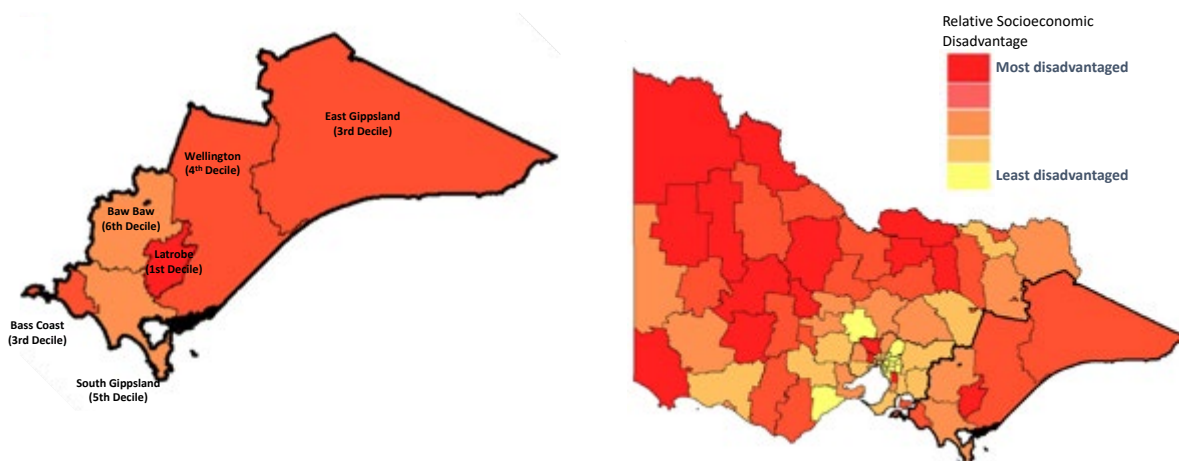 East Gippsland
(3rd Decile)
Wellington
(4th Decile)
Baw Baw
(6th Decile)
Latrobe
(1st Decile)
Bass Coast
(3rd Decile)
South Gippsland
(5th Decile)
Relative Socioeconomic
Disadvantage
Most disadvantaged
Least disadvantaged